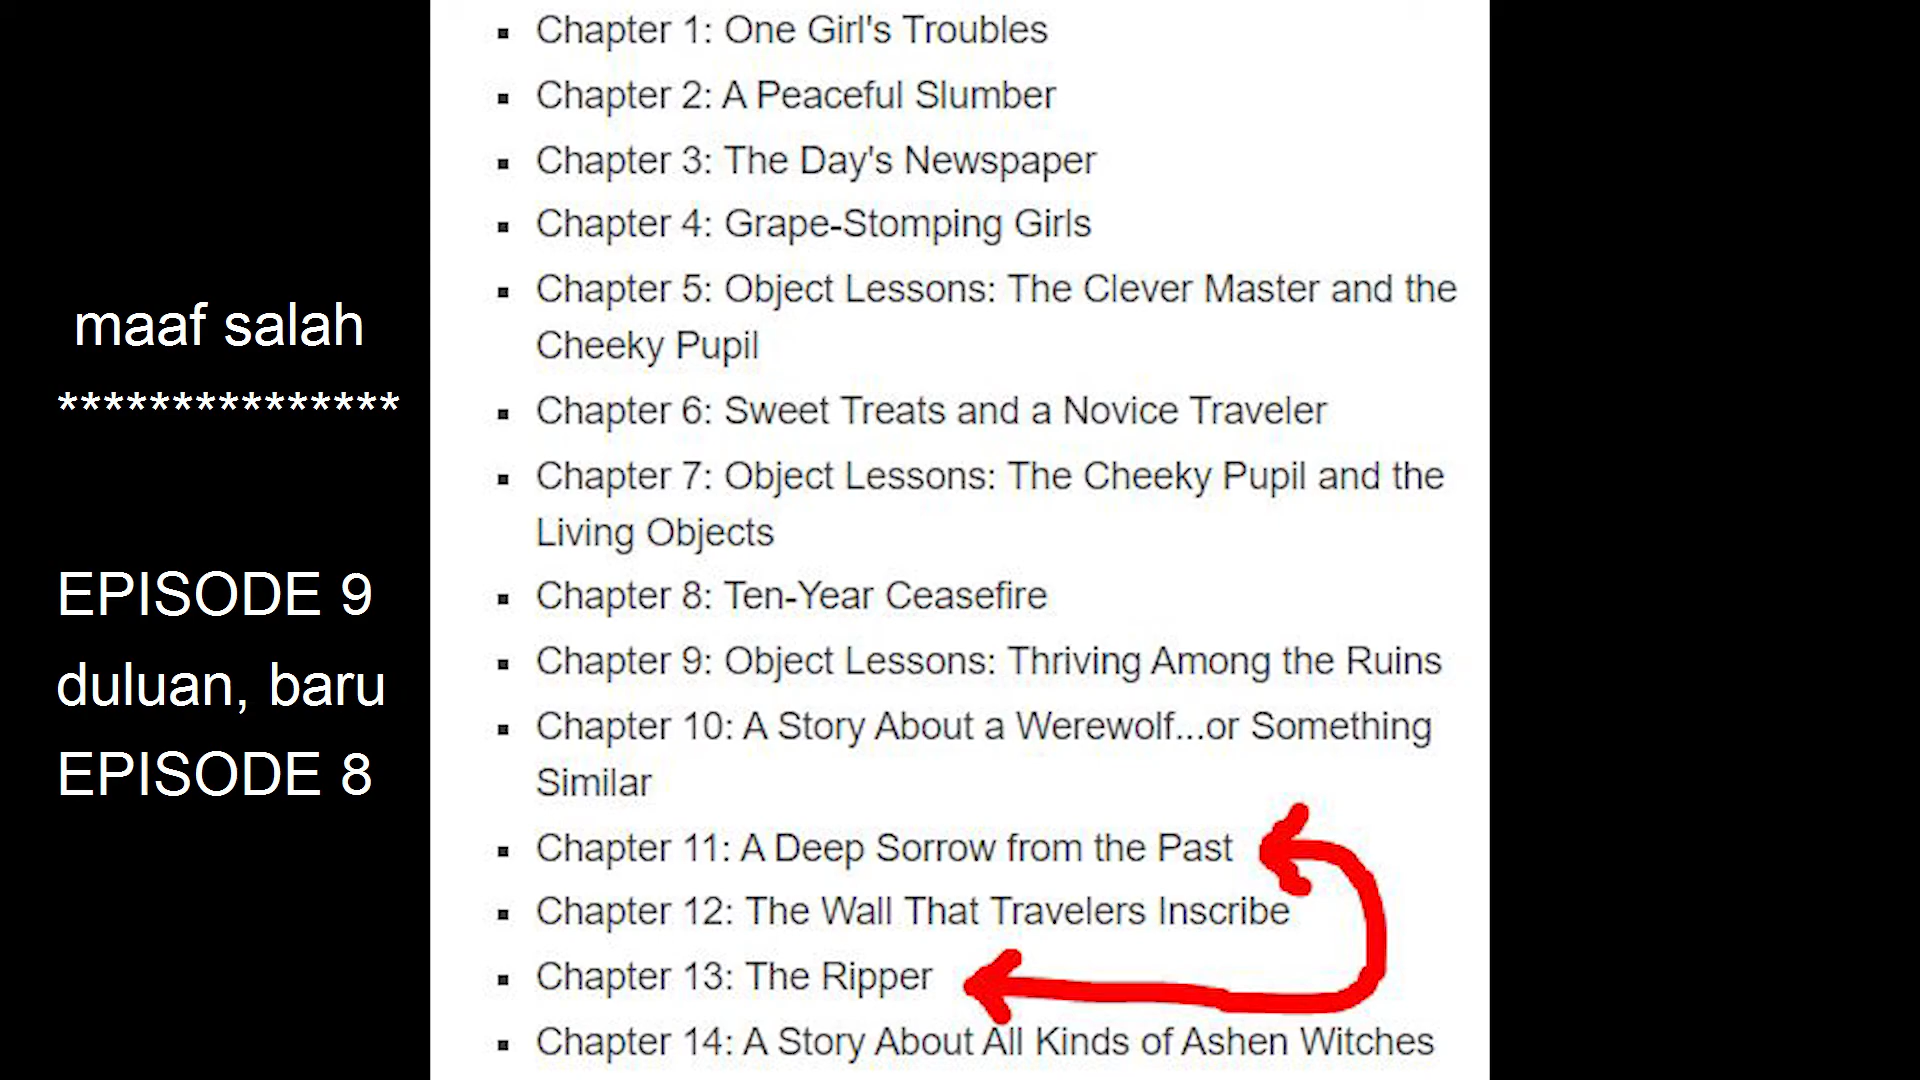 maaf salah
***************
EPISODE 9
duluan, baru
EPISODE 8
Chapter 1: One Girl's Troubles
Chapter 2: A Peaceful Slumber
Chapter 3: The Day's Newspaper
Chapter 4: Grape-Stomping Girls
Chapter 5: Object Lessons: The Clever Master and the
Cheeky Pupil
Chapter 6: Sweet Treats and a Novice Traveler
Chapter 7: Object Lessons: The Cheeky Pupil and the
Living Objects
Chapter 8: Ten-Year Ceasefire
Chapter 9: Object Lessons: Thriving Among the Ruins
Chapter 10: A Story About a Werewolf...or Something
Similar
Chapter 11: A Deep Sorrow from the Past
Chapter 12: The Wall That Travelers Inscribe
Chapter 13: The Ripper
Chapter 14: A Story About All Kinds of Ashen Witches